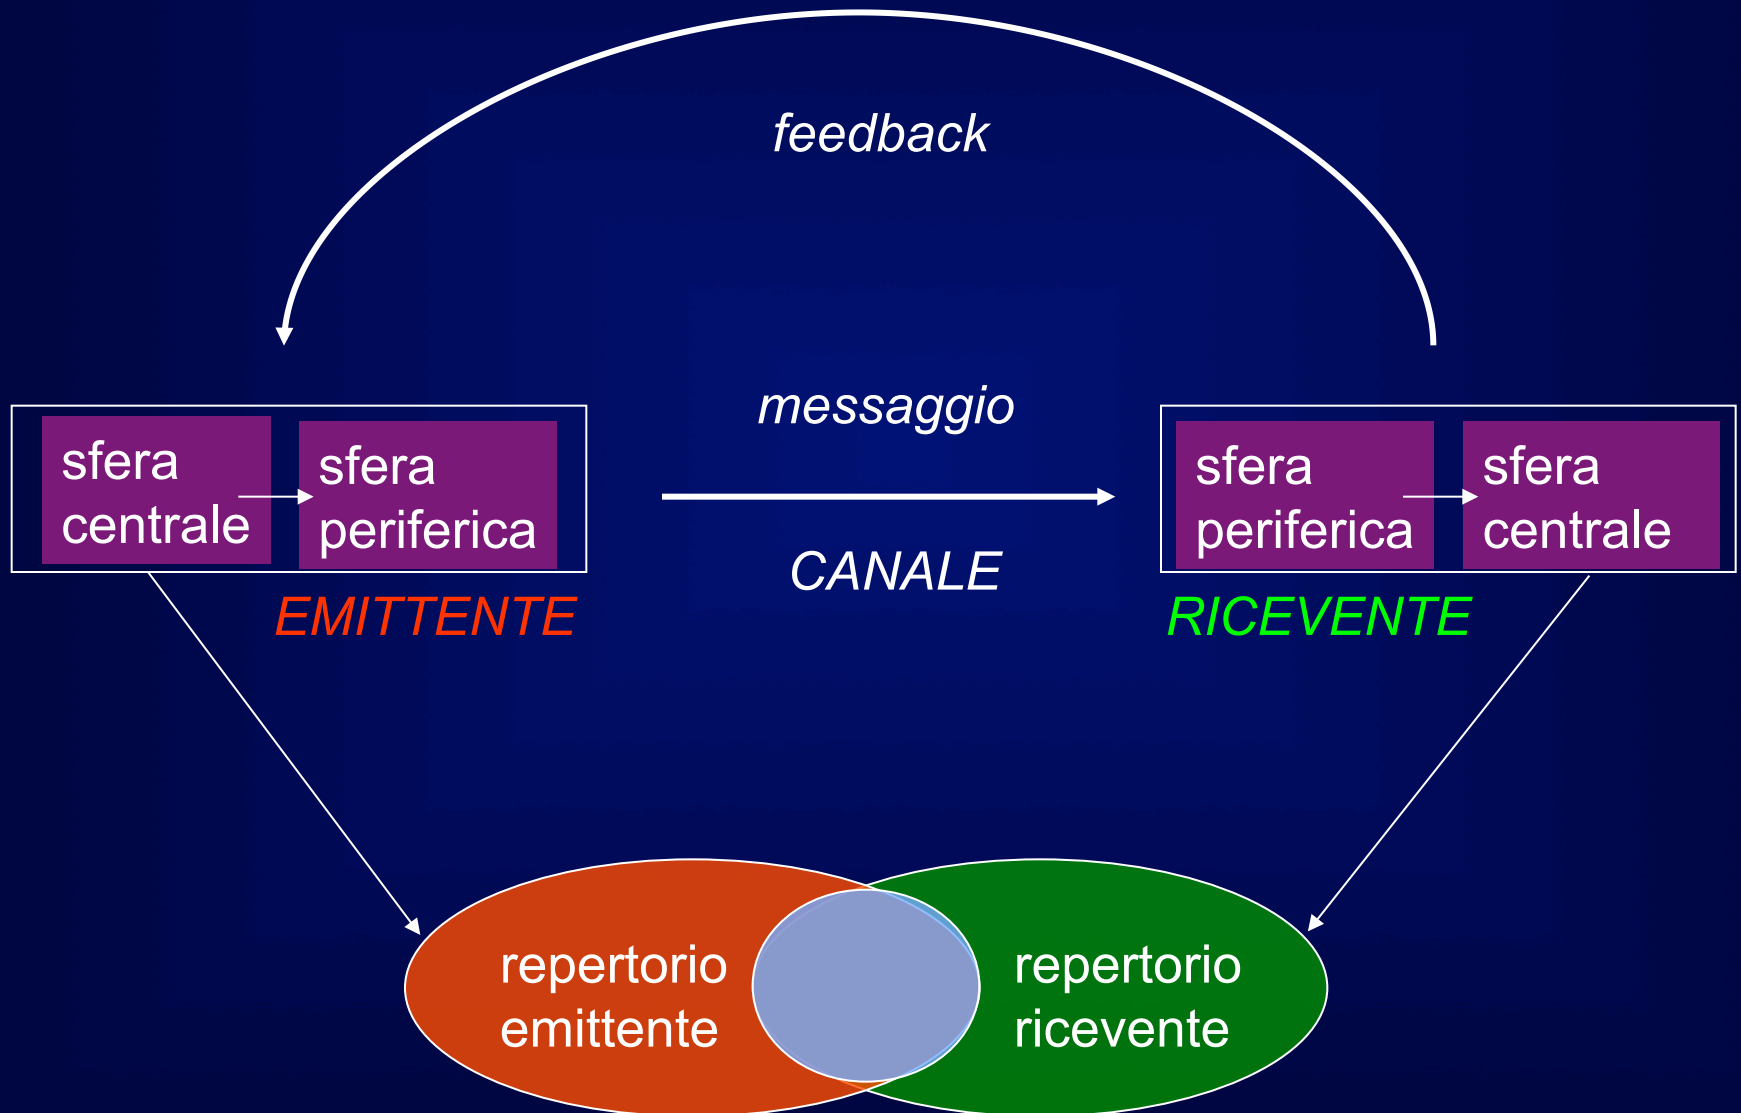 feedback
messaggio
sfera
centrale
sfera
periferica
CANALE
sfera
periferica
sfera
centrale
EMITTENTE
RICEVENTE
repertorio
emittente
repertorio
ricevente